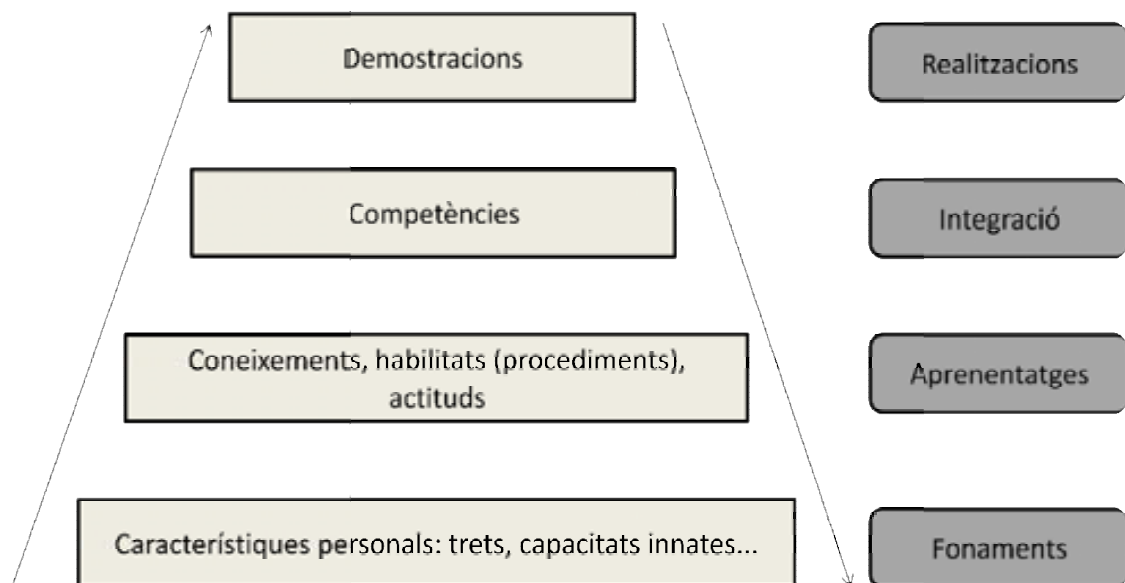 Demostracions
Realitzacions
Competències
Integració
Coneixements, habilitats (procediments),
actituds
Aprenentatges
Característiques personals: trets, capacitats innates...
Fonaments